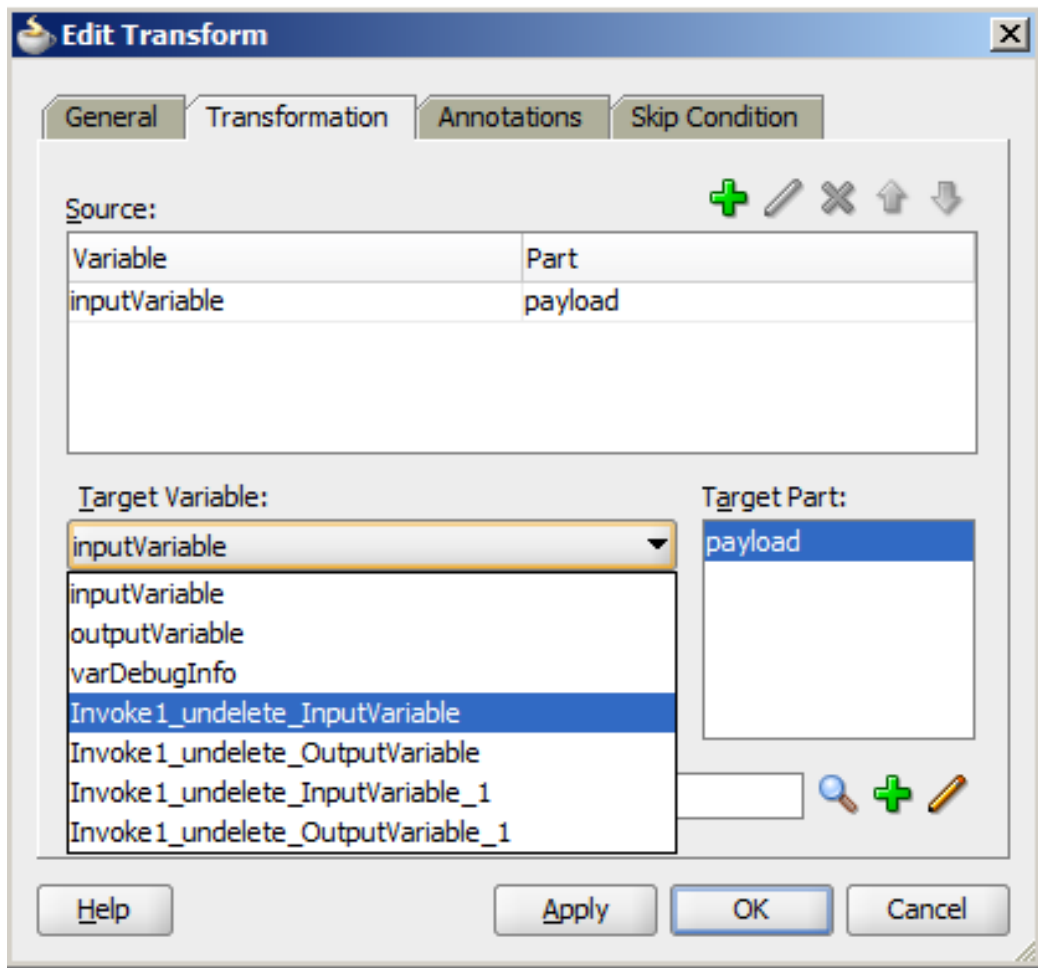 Edit Transform
General Transformation Annotations Skip Condition
Source:
Variable Part
inputVariable payload
Target Variable: Target Part:
inputVariable payload
inputVariable
outputVariable
varDebugInfo
Invoke1_undelete_InputVariable
Invoke1_undelete_OutputVariable
Invoke1_undelete_InputVariable_1
Invoke1_undelete_OutputVariable_1
Help Apply OK Cancel